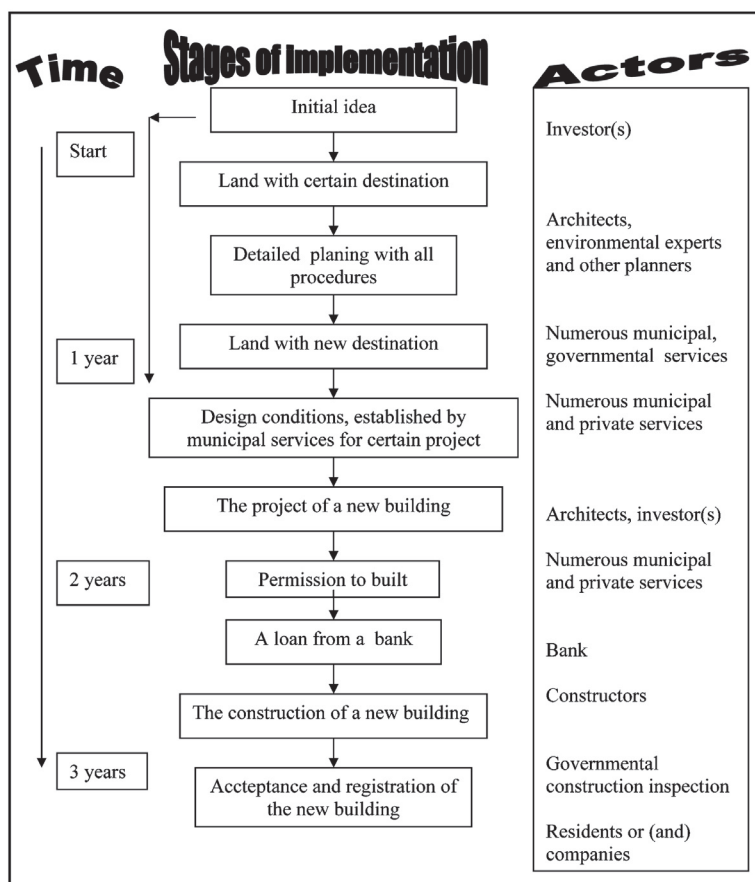 Time
Stages of Implementation
Actors
Initial idea
Investor(s)
Start
Land with certain destination
Architects,
environmental experts
and other planners
Detailed planing with all
procedures
1 year
Land with new destination
Numerous municipal,
governmental services
Design conditions, established by
municipal services for certain project
Numerous municipal
and private services
The project of a new building
Architects, investor(s)
2 years
Permission to built
Numerous municipal
and private services
A loan from a bank
Bank
The construction of a new building
Constructors
3 years
Accteptance and registration of
the new building
Governmental
construction inspection
Residents or (and)
companies